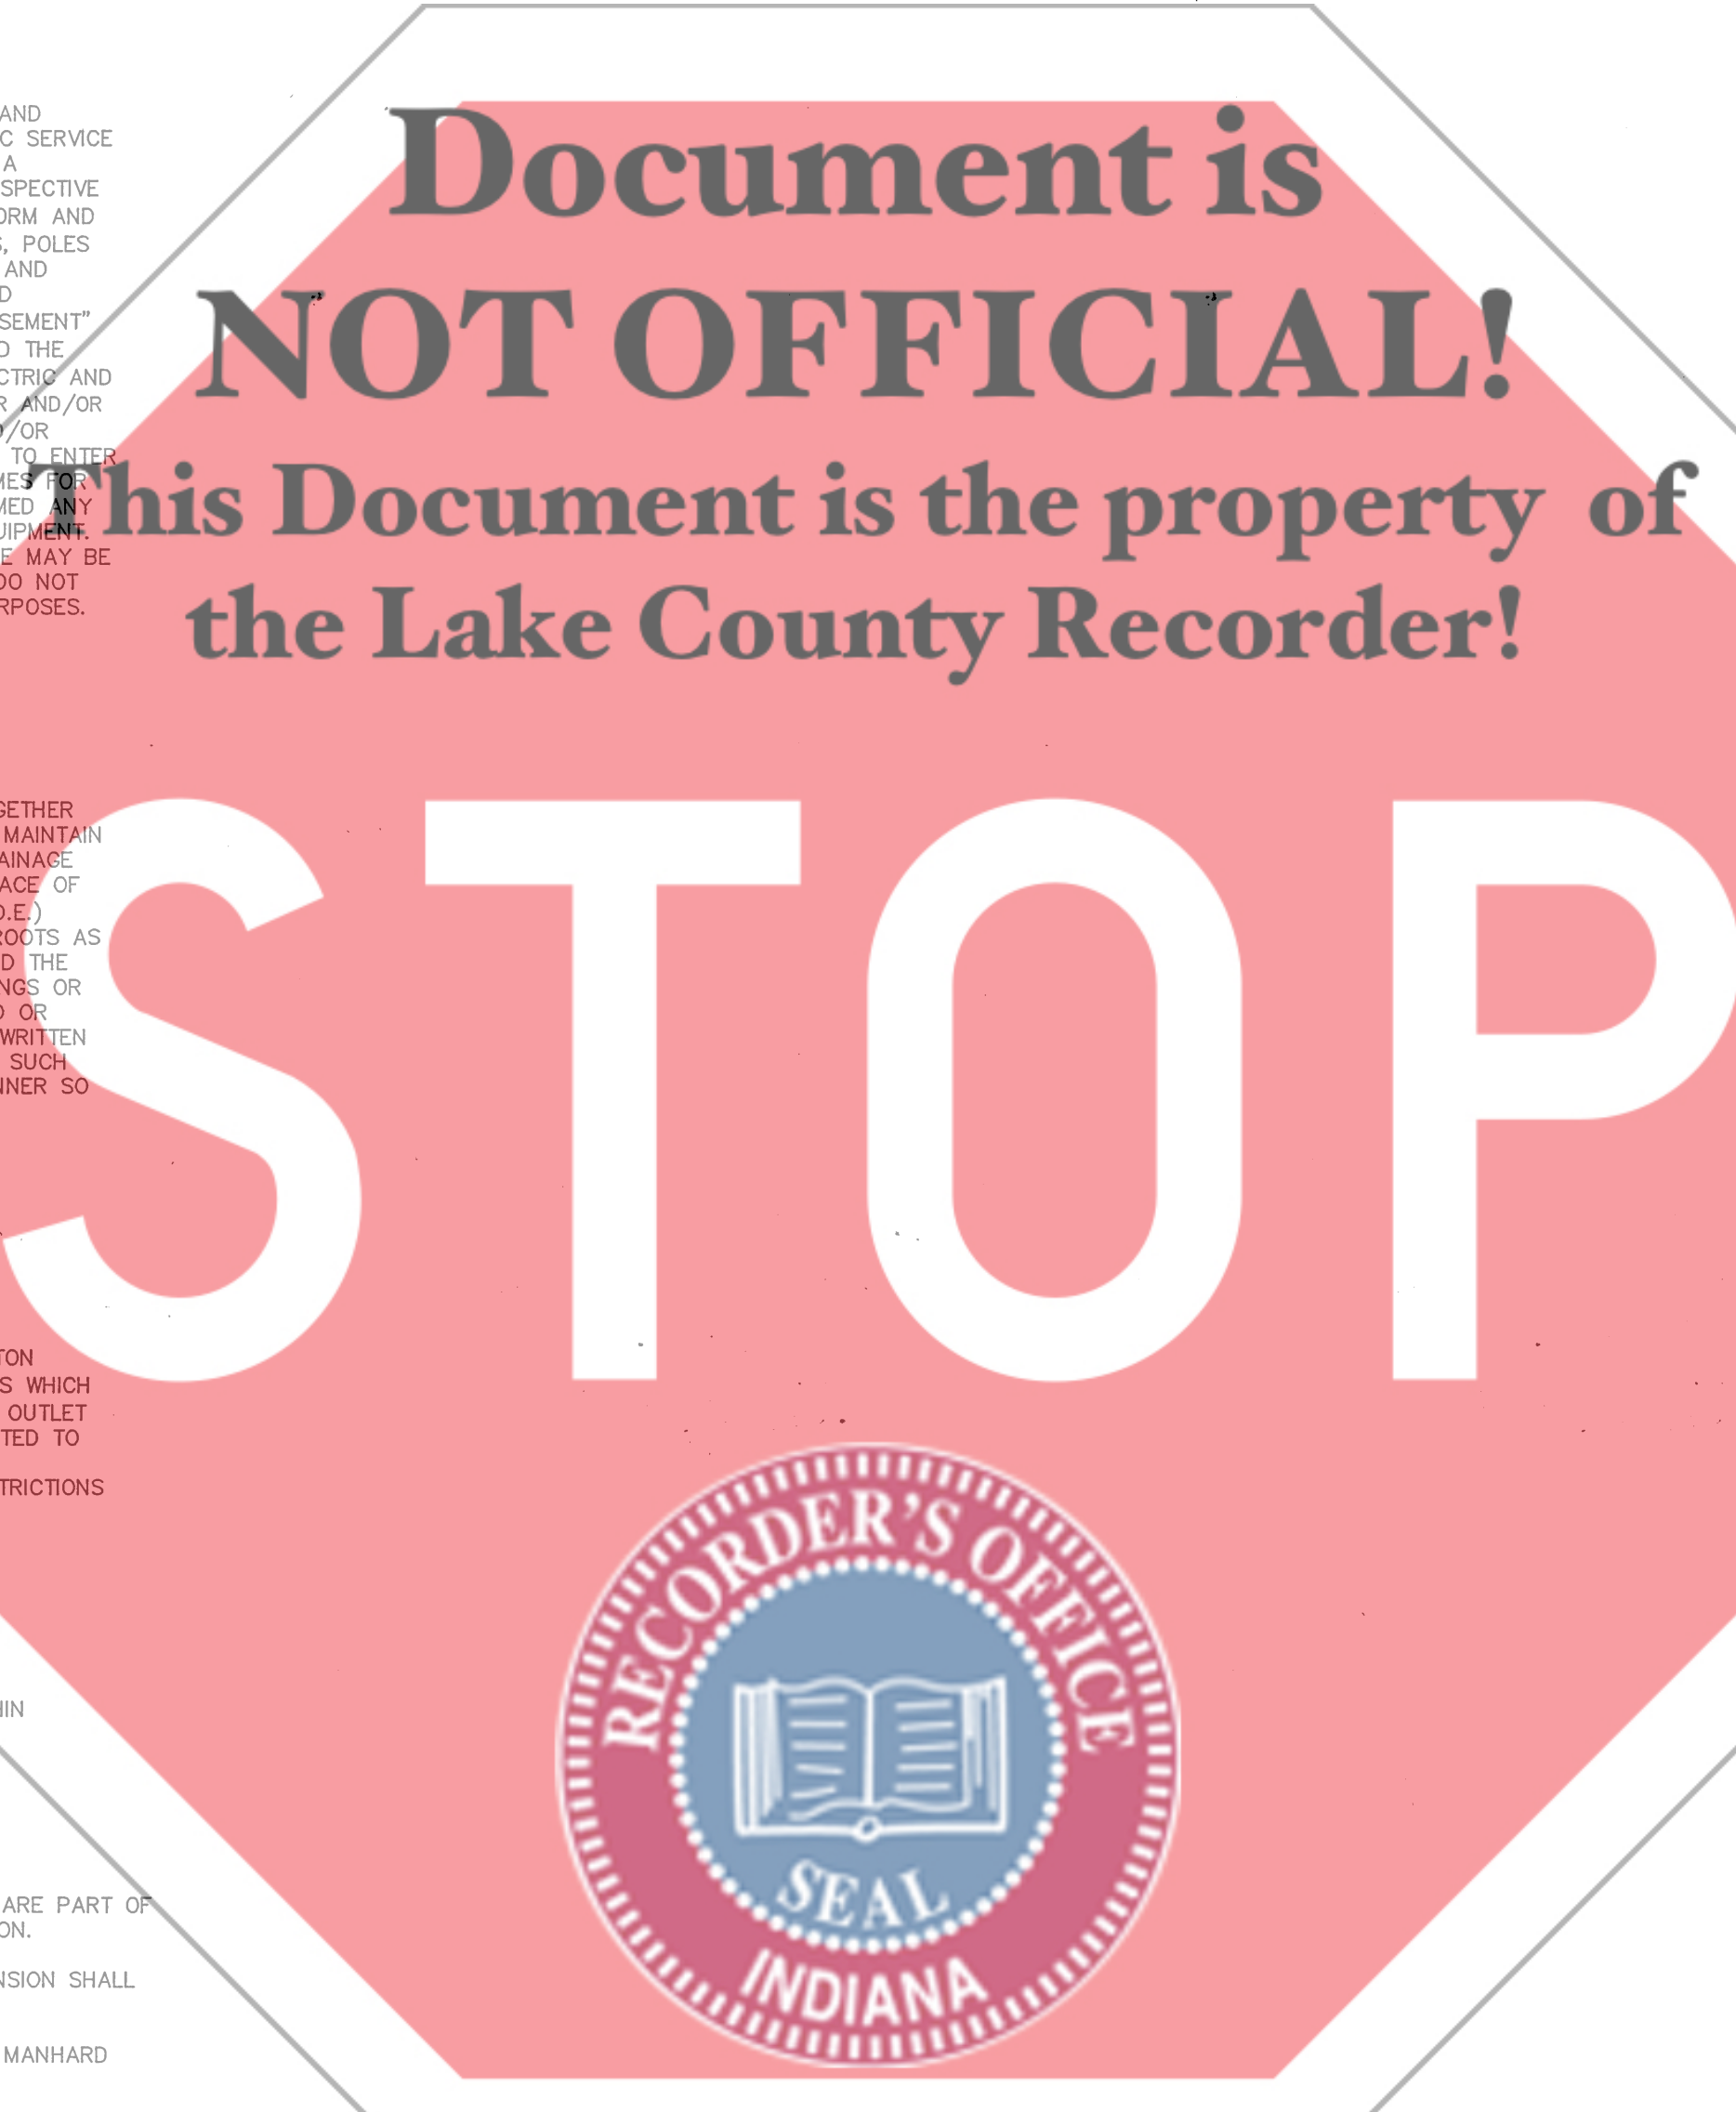 AND
C SERVICE
A
SPECTIVE
ORM AND
S, POLES
AND
D
SEMENT"
D THE
CTRIC AND
R AND/OR
D/OR
TO ENTER
MES FOR
MED ANY
UIPMENT.
E MAY BE
DO NOT
RPOSES.
Document is
NOT OFFICIAL!
This Document is the property of
the Lake County Recorder!
GETHER
MAINTAIN
AINAGE
ACE OF
D.E.)
ROOTS AS
D THE
NGS OR
D OR
WRITTEN
SUCH
NNER SO
STOP
TON
S WHICH
OUTLET
TED TO
TRICTIONS
RECORDER'S OFFICE
SEAL
INDIANA
HIN
ARE PART OF
ON.
NSION SHALL
MANHARD